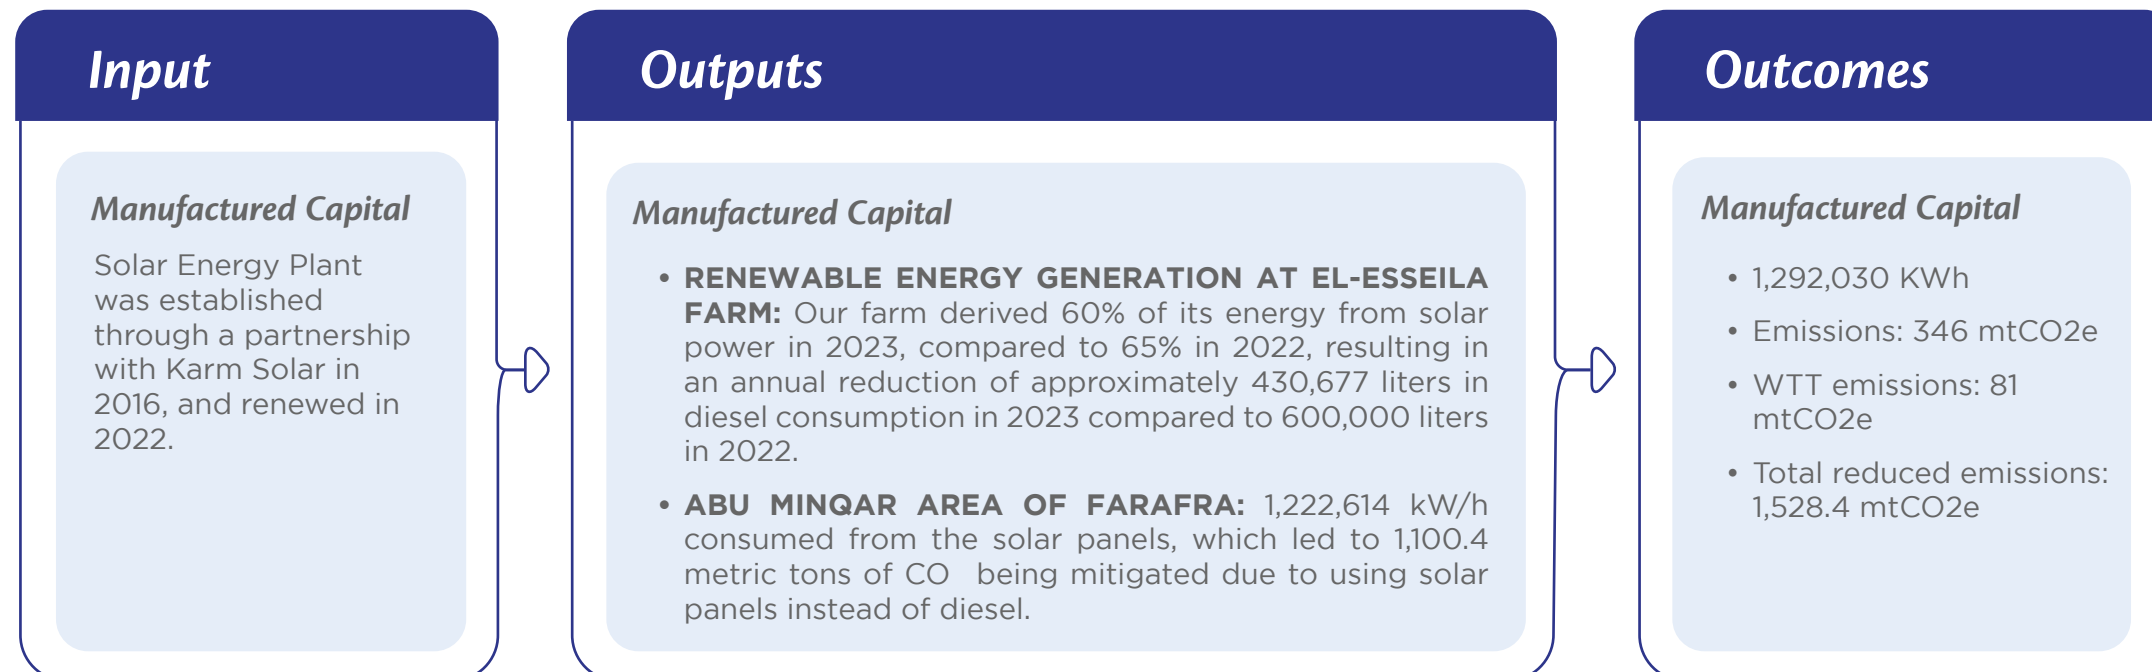 Input
Manufactured Capital
Solar Energy Plant
was established
through a partnership
with Karm Solar in
2016, and renewed in
2022.
Outputs
Manufactured Capital
• RENEWABLE ENERGY GENERATION AT EL-ESSEILA
FARM: Our farm derived 60% of its energy from solar
power in 2023, compared to 65% in 2022, resulting in
an annual reduction of approximately 430,677 liters in
diesel consumption in 2023 compared to 600,000 liters
in 2022.
• ABU MINQAR AREA OF FARAFRA: 1,222,614 kW/h
consumed from the solar panels, which led to 1,100.4
metric tons of CO being mitigated due to using solar
panels instead of diesel.
Outcomes
Manufactured Capital
• 1,292,030 KWh
• Emissions: 346 mtCO2e
• WTT emissions: 81
mtCO2e
• Total reduced emissions:
1,528.4 mtCO2e